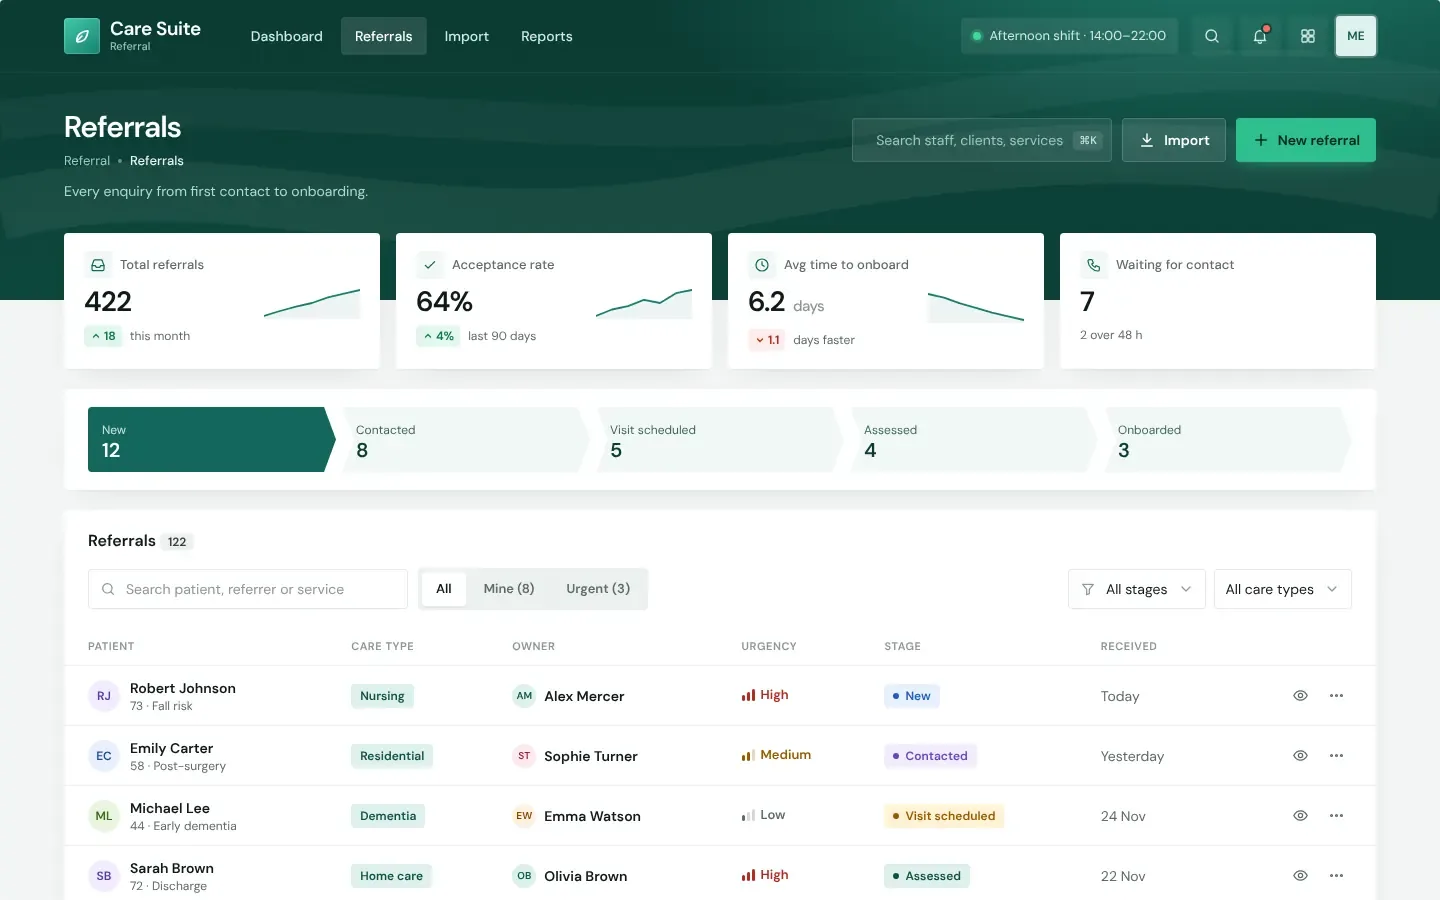 Care Suite
Referral
Dashboard
Referrals
Import
Reports
Afternoon shift · 14:00–22:00
ME
Referrals
Referral • Referrals
Every enquiry from first contact to onboarding.
Search staff, clients, services ⌘K
Import
New referral
Total referrals
422
18 this month
Acceptance rate
64%
4% last 90 days
Avg time to onboard
6.2 days
1.1 days faster
Waiting for contact
7
2 over 48 h
New
12
Contacted
8
Visit scheduled
5
Assessed
4
Onboarded
3
Referrals 122
Search patient, referrer or service
All
Mine (8)
Urgent (3)
All stages
All care types
PATIENT CARE TYPE OWNER URGENCY STAGE RECEIVED
RJ Robert Johnson
73 · Fall risk
Nursing
AM Alex Mercer
High
New
Today
EC Emily Carter
58 · Post-surgery
Residential
ST Sophie Turner
Medium
Contacted
Yesterday
ML Michael Lee
44 · Early dementia
Dementia
EW Emma Watson
Low
Visit scheduled
24 Nov
SB Sarah Brown
72 · Discharge
Home care
OB Olivia Brown
High
Assessed
22 Nov